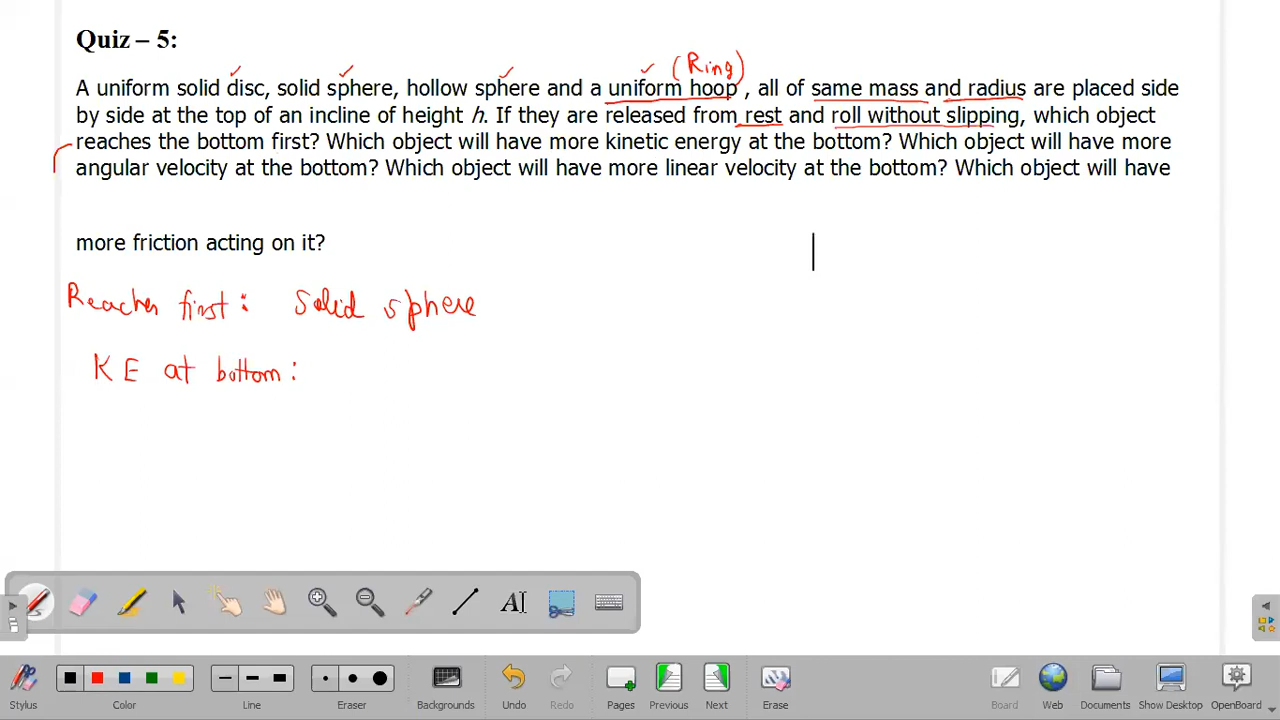 Quiz – 5:
(Ring)
A uniform solid disc, solid sphere, hollow sphere and a uniform hoop , all of same mass and radius are placed side
by side at the top of an incline of height h. If they are released from rest and roll without slipping, which object
reaches the bottom first? Which object will have more kinetic energy at the bottom? Which object will have more
angular velocity at the bottom? Which object will have more linear velocity at the bottom? Which object will have
more friction acting on it?
Reaches first: Solid sphere
KE at bottom:
AI
Styles Color Line Eraser Backgrounds Undo Redo Pages Previous Next Erase Board Web Documents Show Desktop OpenBoard